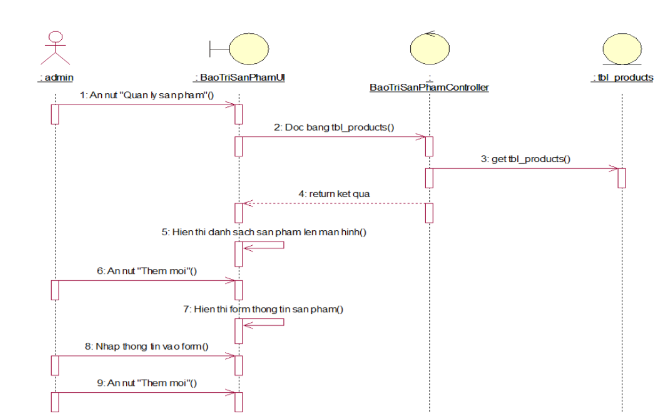 : admin
: BaoTriSanPhamUI
:
BaoTriSanPhamController
: tbl_products
1: An nut "Quan ly san pham"()
2: Doc bang tbl_products()
3: get tbl_products()
4: return ket qua
5: Hien thi danh sach san pham len man hinh()
6: An nut "Them moi"()
7: Hien thi form thong tin san pham()
8: Nhap thong tin vao form()
9: An nut "Them moi"()